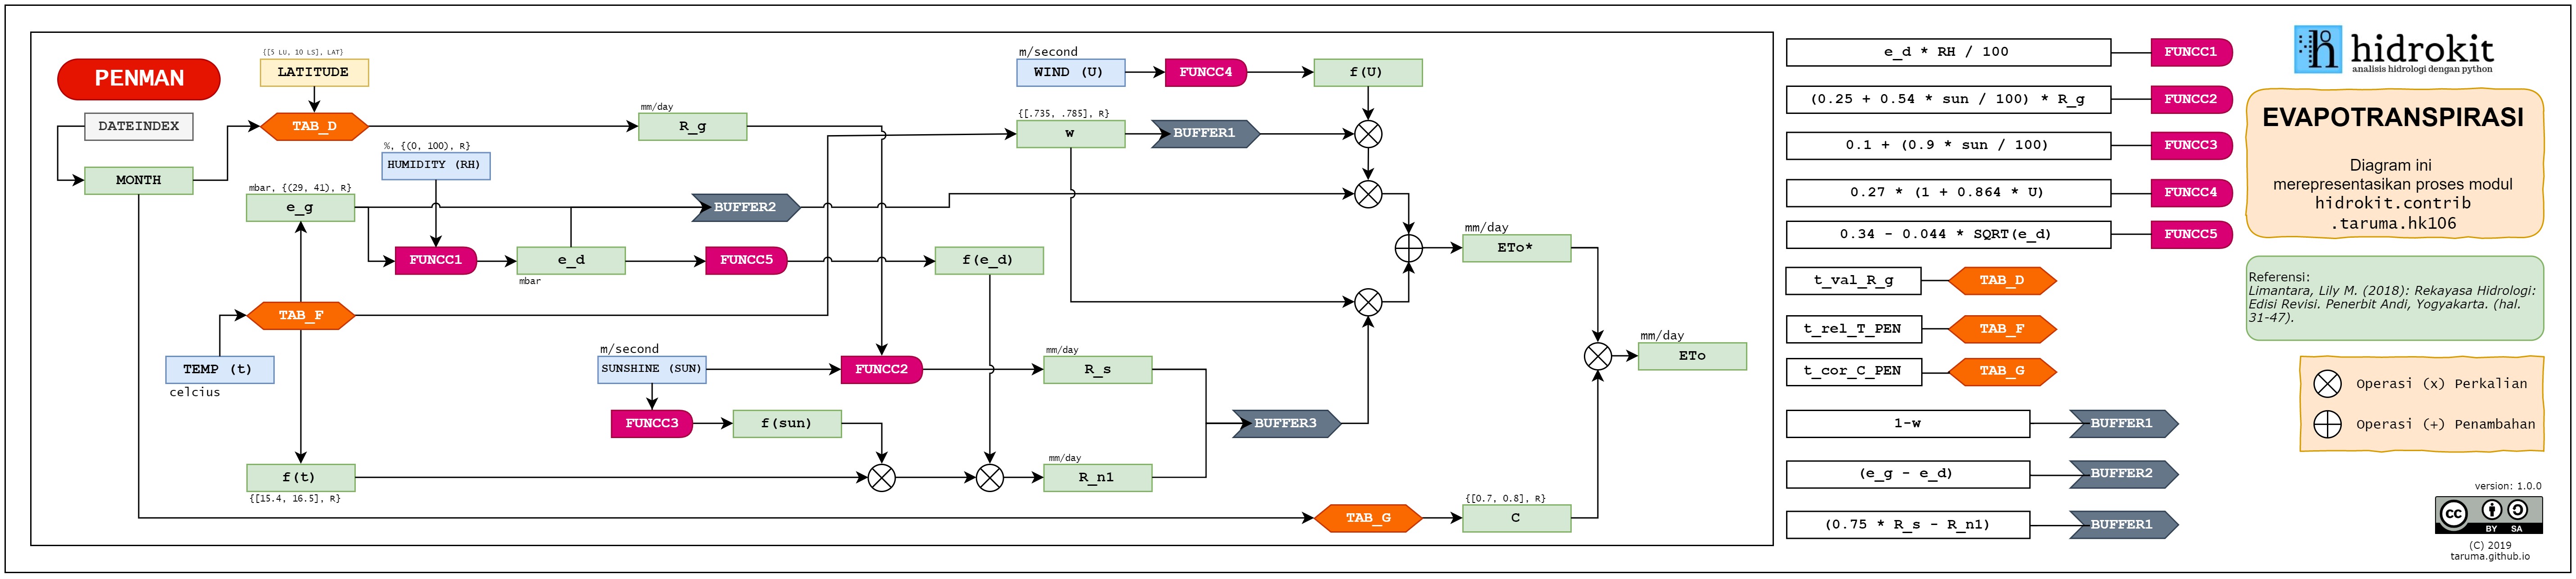 PENMAN
{[5 LU, 10 LS], LAT}
LATITUDE
DATEINDEX
TAB_D
MONTH
%, {(0, 100), R}
HUMIDITY (RH)
mbar, {(29, 41), R}
e_g
FUNCC1
e_d
mbar
TAB_F
TEMP (t)
celcius
f(t)
{[15.4, 16.5], R}
mm/day
R_g
BUFFER2
FUNCC5
f(e_d)
m/second
SUNSHINE (SUN)
FUNCC2
mm/day
R_s
FUNCC3
f(sun)
mm/day
R_n1
BUFFER3
m/second
WIND (U)
FUNCC4
f(U)
{[.735, .785], R}
w
BUFFER1
mm/day
ETo*
mm/day
ETo
TAB_G
{[0.7, 0.8], R}
C
e_d * RH / 100
FUNCC1
(0.25 + 0.54 * sun / 100) * R_g
FUNCC2
0.1 + (0.9 * sun / 100)
FUNCC3
0.27 * (1 + 0.864 * U)
FUNCC4
0.34 - 0.044 * SQRT(e_d)
FUNCC5
t_val_R_g
TAB_D
t_rel_T_PEN
TAB_F
t_cor_C_PEN
TAB_G
1-w
BUFFER1
(e_g - e_d)
BUFFER2
(0.75 * R_s - R_n1)
BUFFER1
h
hidrokit
analisis hidrologi dengan python
EVAPOTRANSPIRASI
Diagram ini
merepresentasikan proses modul
hidrokit.contrib
.taruma.hk106
Referensi:
Limantara, Lily M. (2018): Rekayasa Hidrologi:
Edisi Revisi. Penerbit Andi, Yogyakarta. (hal.
31-47).
Operasi (x) Perkalian
Operasi (+) Penambahan
version: 1.0.0
cc
BY SA
(C) 2019
taruma.github.io